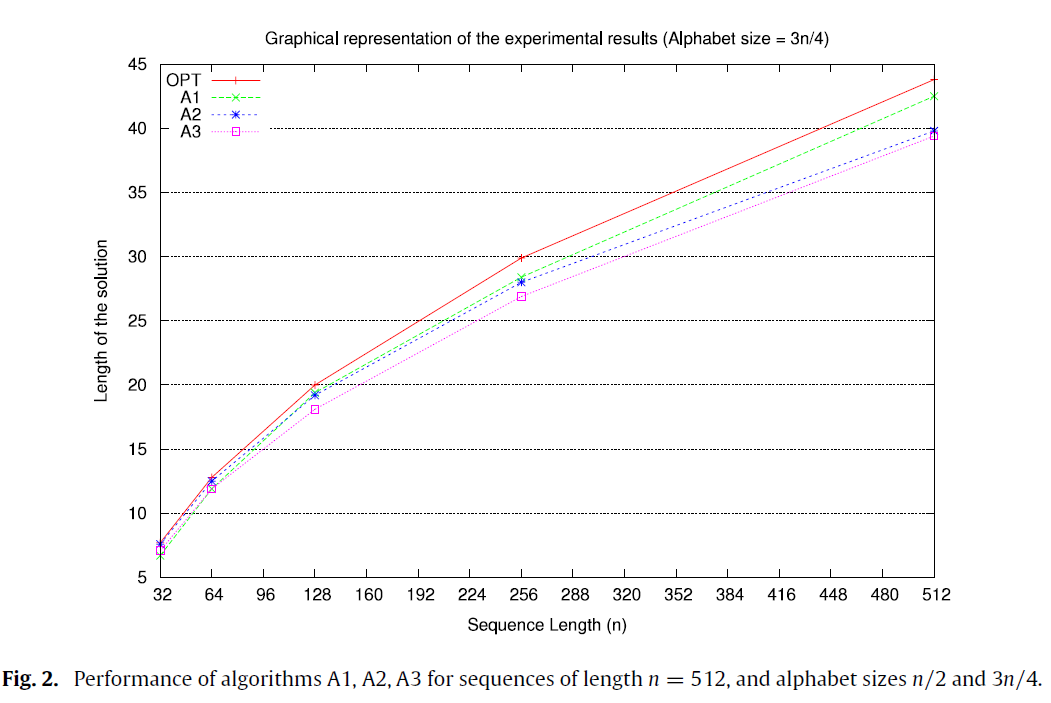 Graphical representation of the experimental results (Alphabet size = 3n/4)
45
OPT
A1
A2
A3
40
35
30
25
20
15
10
5
Length of the solution
32 64 96 128 160 192 224 256 288 320 352 384 416 448 480 512
Sequence Length (n)
Fig. 2. Performance of algorithms A1, A2, A3 for sequences of length n = 512, and alphabet sizes n/2 and 3n/4.